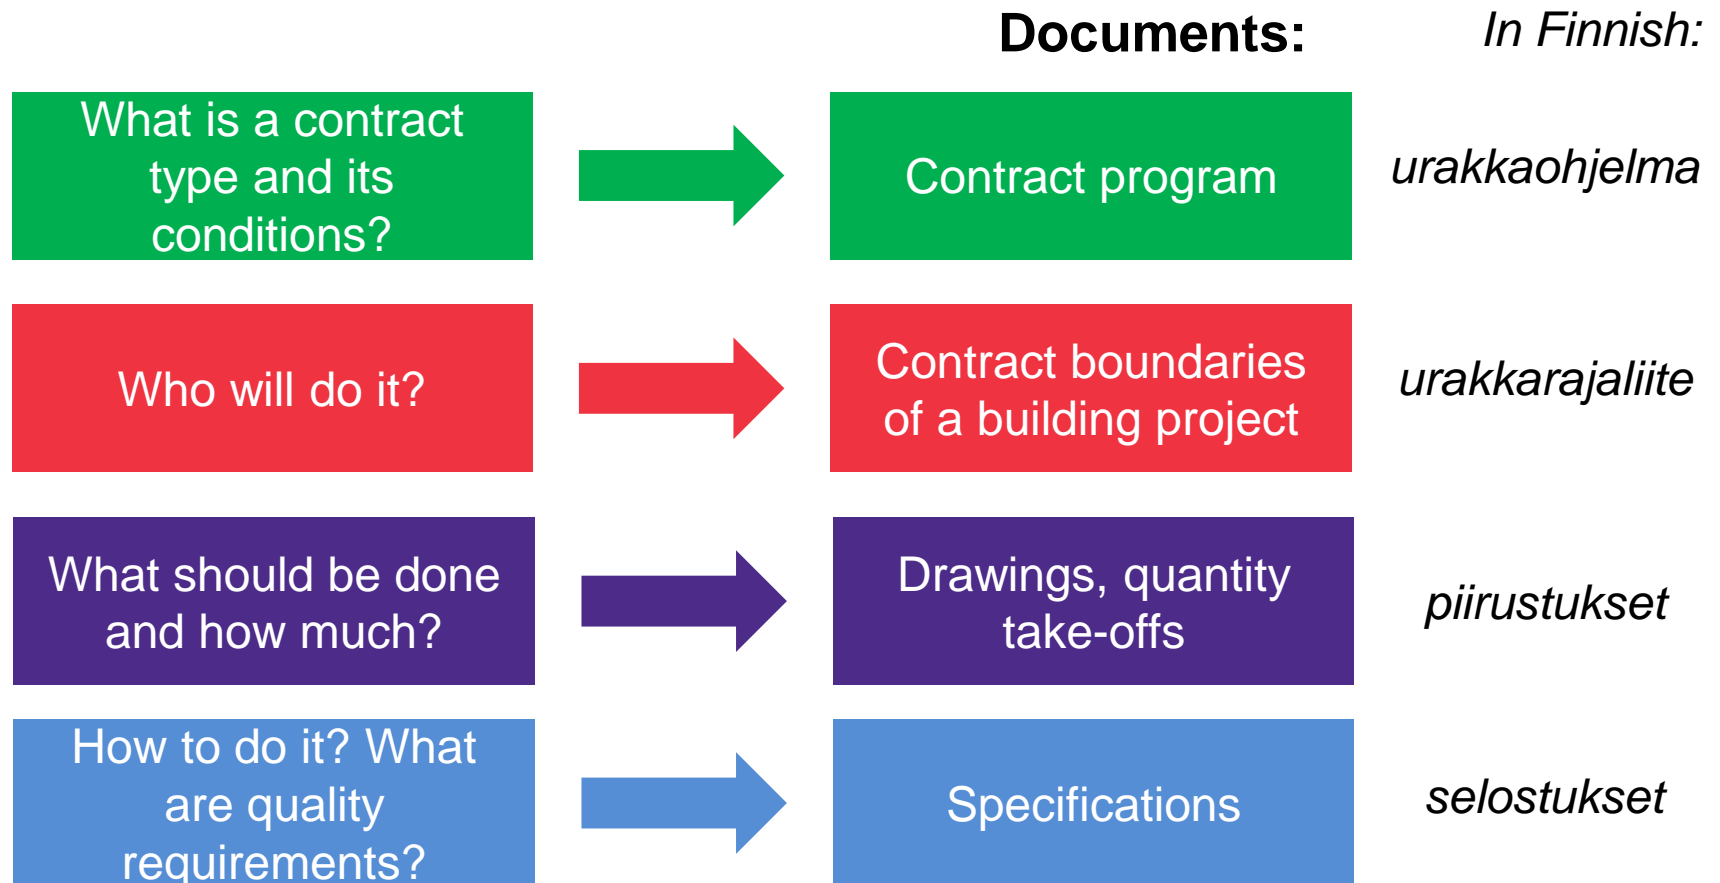 Documents:
In Finnish:
What is a contract
type and its
conditions?
Contract program
urakkaohjelma
Who will do it?
Contract boundaries
of a building project
urakkarajaliite
What should be done
and how much?
Drawings, quantity
take-offs
piirustukset
How to do it? What
are quality
requirements?
Specifications
selostukset